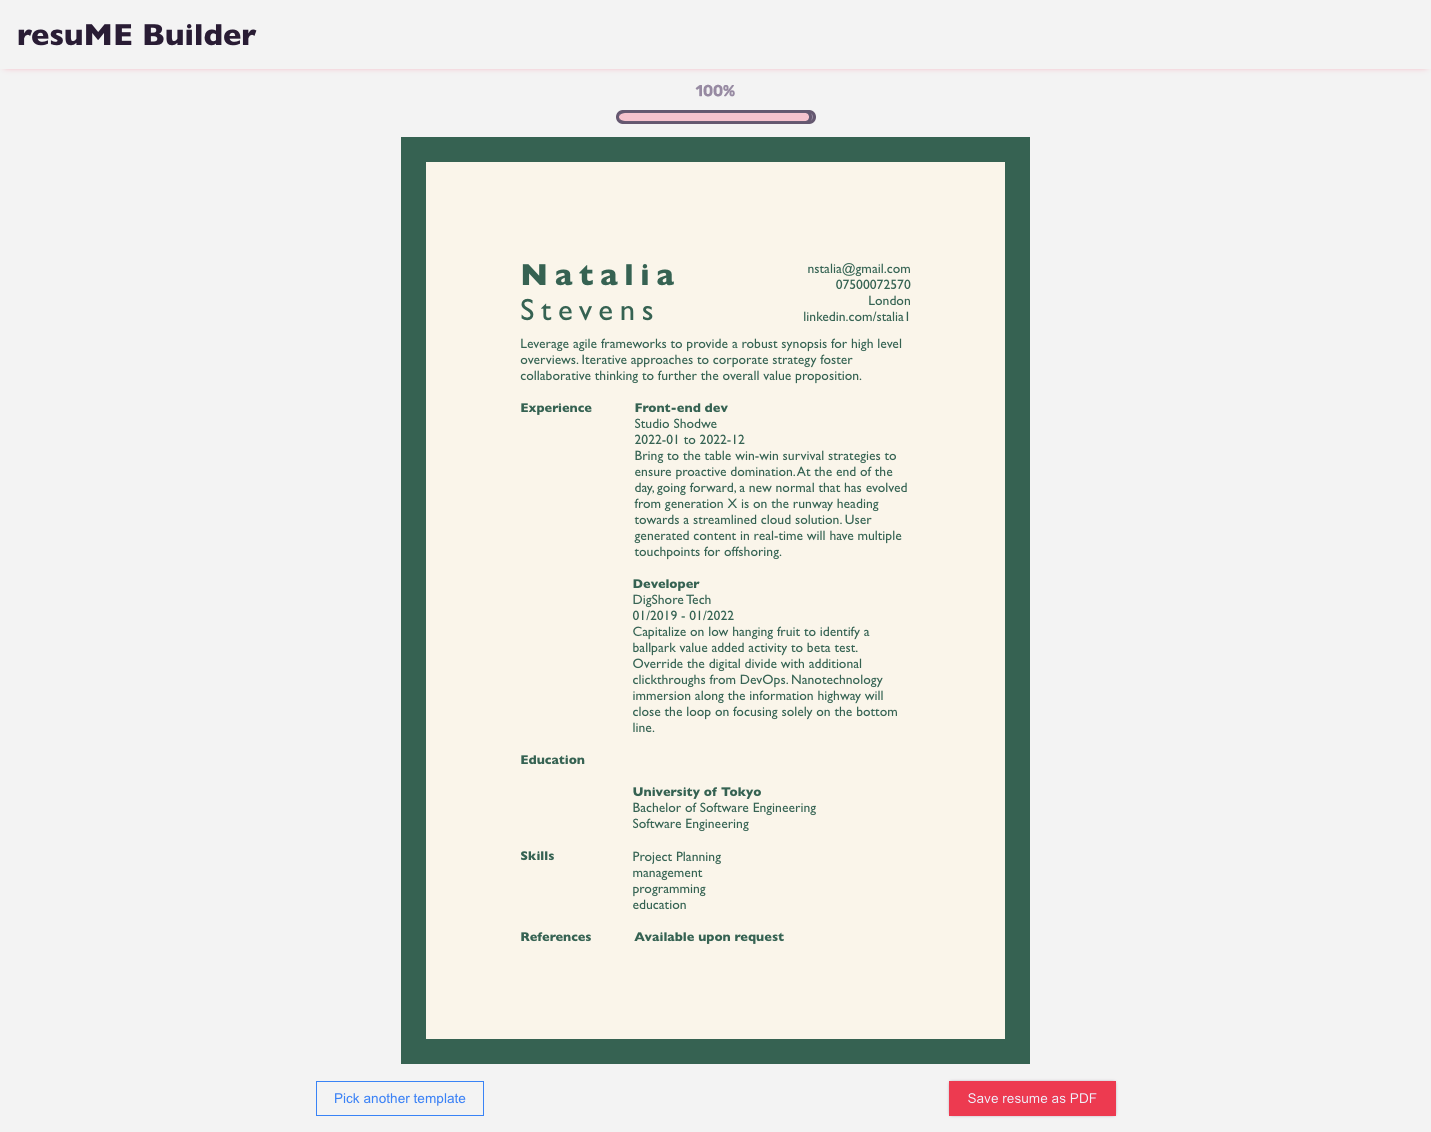 resuME Builder
100%
Natalia
Stevens
nstalia@gmail.com
07500072570
London
linkedin.com/stalia1
Leverage agile frameworks to provide a robust synopsis for high level
overviews. Iterative approaches to corporate strategy foster
collaborative thinking to further the overall value proposition.
Experience
Front-end dev
Studio Shodwe
2022-01 to 2022-12
Bring to the table win-win survival strategies to
ensure proactive domination. At the end of the
day, going forward, a new normal that has evolved
from generation X is on the runway heading
towards a streamlined cloud solution. User
generated content in real-time will have multiple
touchpoints for offshoring.
Developer
DigShore Tech
01/2019 - 01/2022
Capitalize on low hanging fruit to identify a
ballpark value added activity to beta test.
Override the digital divide with additional
clickthroughs from DevOps. Nanotechnology
immersion along the information highway will
close the loop on focusing solely on the bottom
line.
Education
University of Tokyo
Bachelor of Software Engineering
Software Engineering
Skills
Project Planning
management
programming
education
References
Available upon request
Pick another template
Save resume as PDF